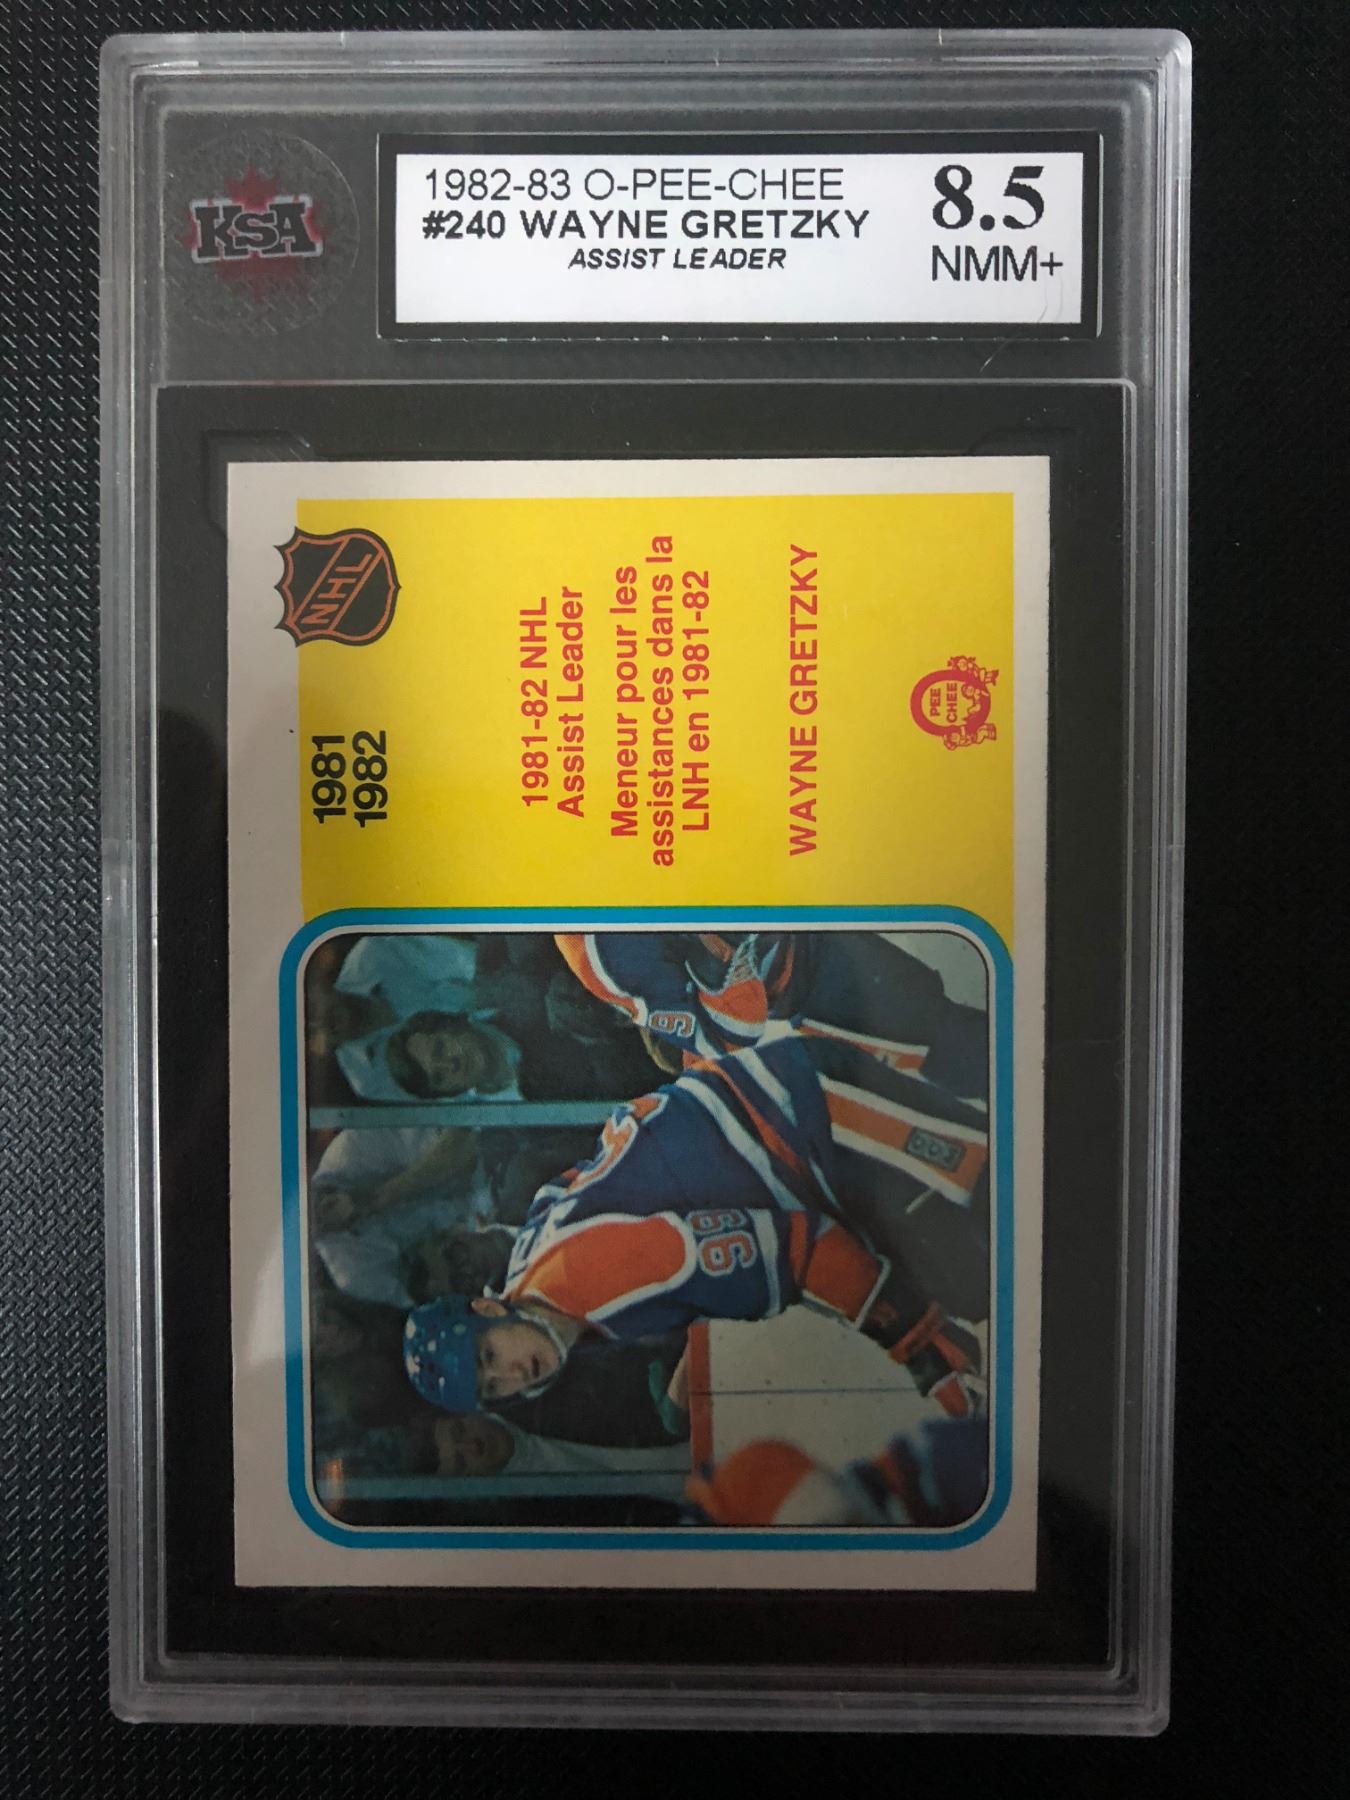 KSA
1982-83 O-PEE-CHEE
#240 WAYNE GRETZKY
ASSIST LEADER
8.5
NMM+
NHL
1981
1982
1981-82 NHL
Assist Leader
Meneur pour les
assistances dans la
LNH en 1981-82
WAYNE GRETZKY
O
PEE
CHEE
99